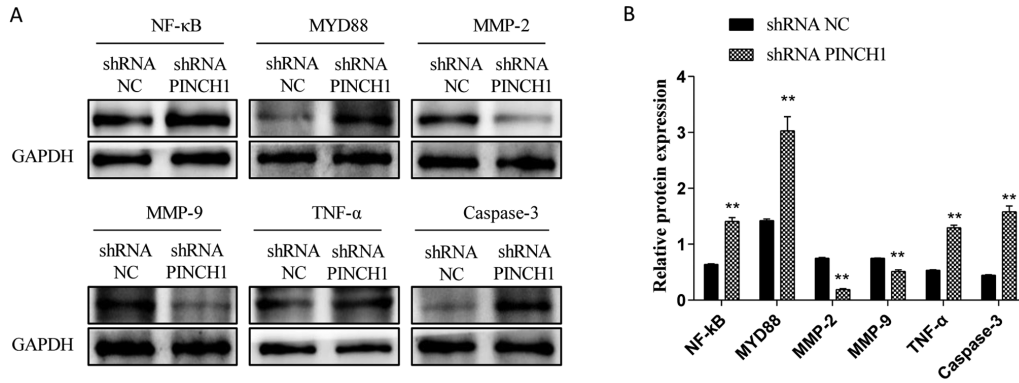 A
NF-κB MYD88 MMP-2
shRNA NC shRNA PINCH1 shRNA NC shRNA PINCH1 shRNA NC shRNA PINCH1
GAPDH
MMP-9 TNF-α Caspase-3
shRNA NC shRNA PINCH1 shRNA NC shRNA PINCH1 shRNA NC shRNA PINCH1
GAPDH
B
shRNA NC
shRNA PINCH1
Relative protein expression
4
3
2
1
0
** ** ** ** ** **
NF-kB MYD88 MMP-2 MMP-9 TNF-α Caspase-3